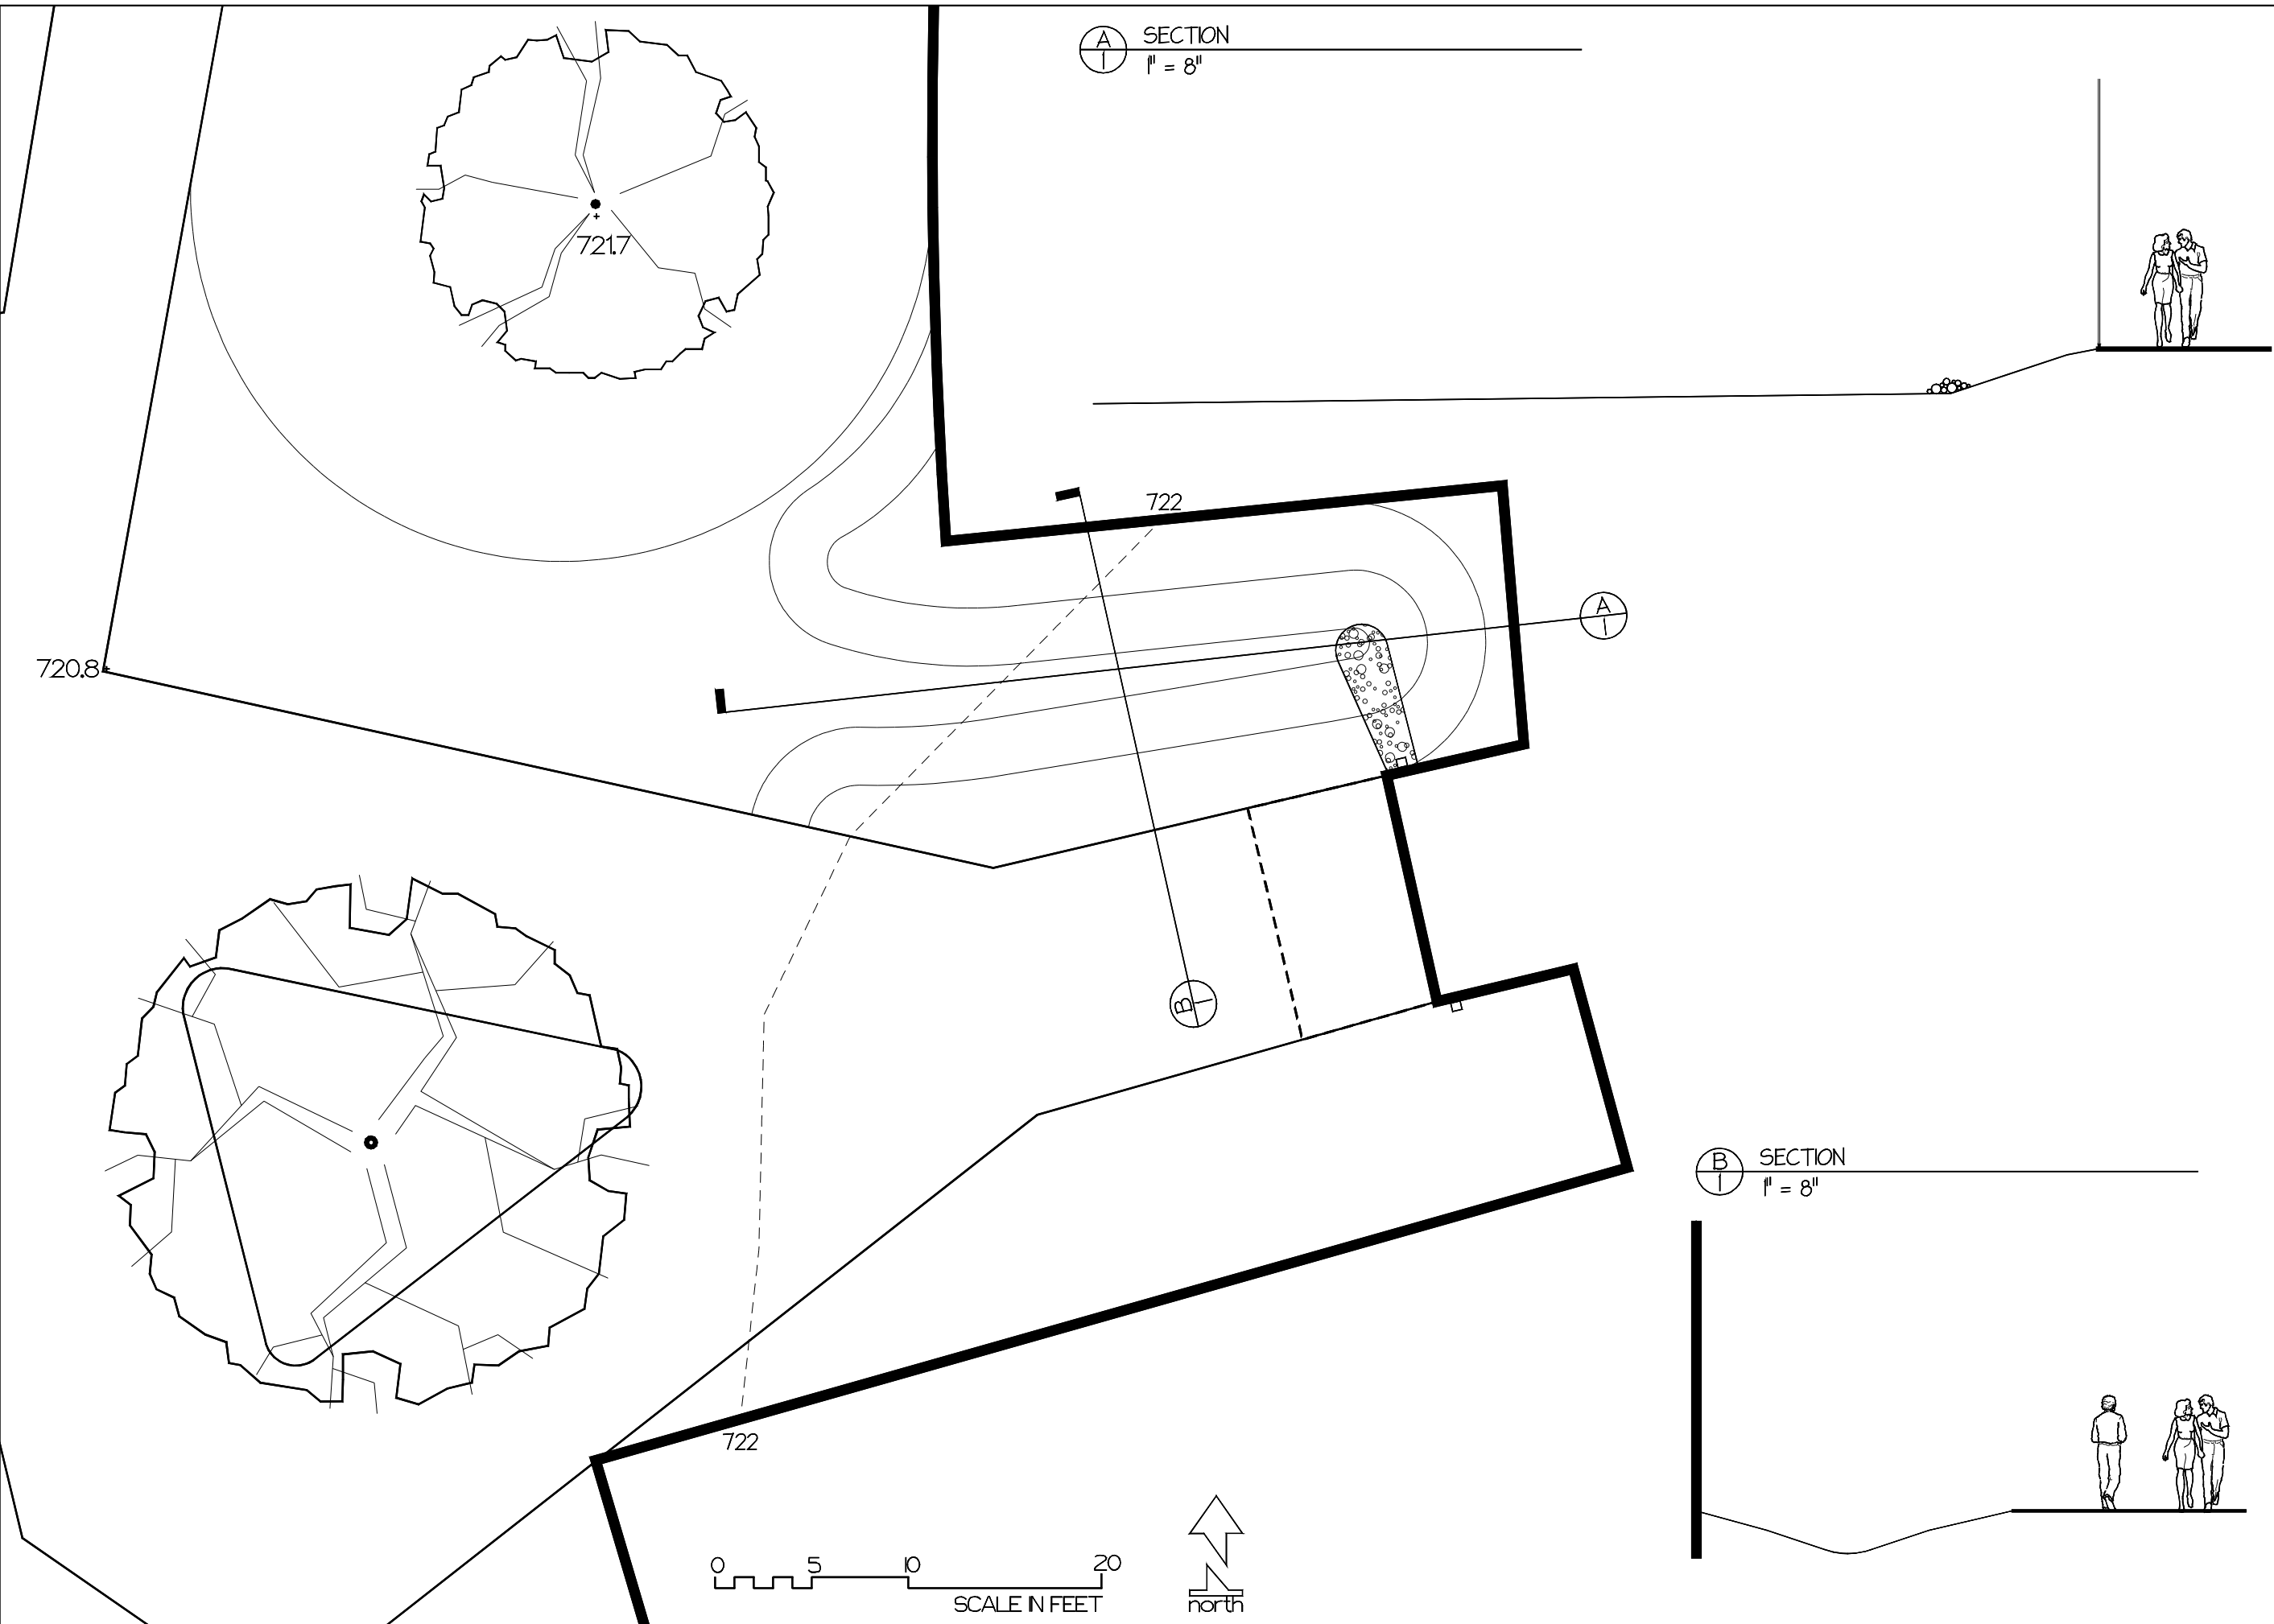 A
1
SECTION
1" = 8"
721.7
722
A
1
720.8
B
1
B
1
SECTION
1" = 8"
722
0 5 10 20
SCALE IN FEET
N
north